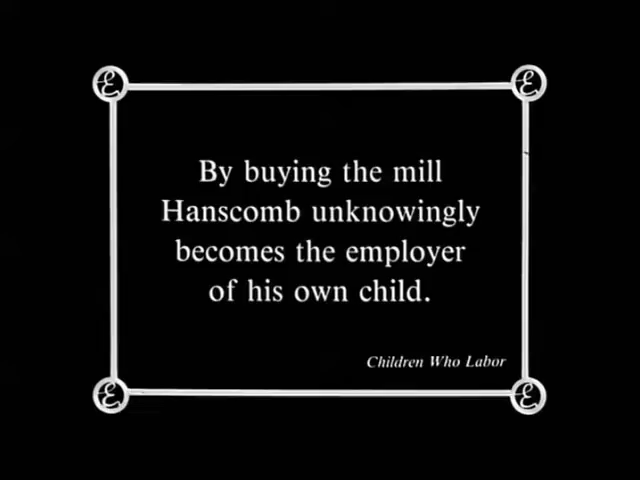 By buying the mill
Hanscomb unknowingly
becomes the employer
of his own child.
Children Who Labor